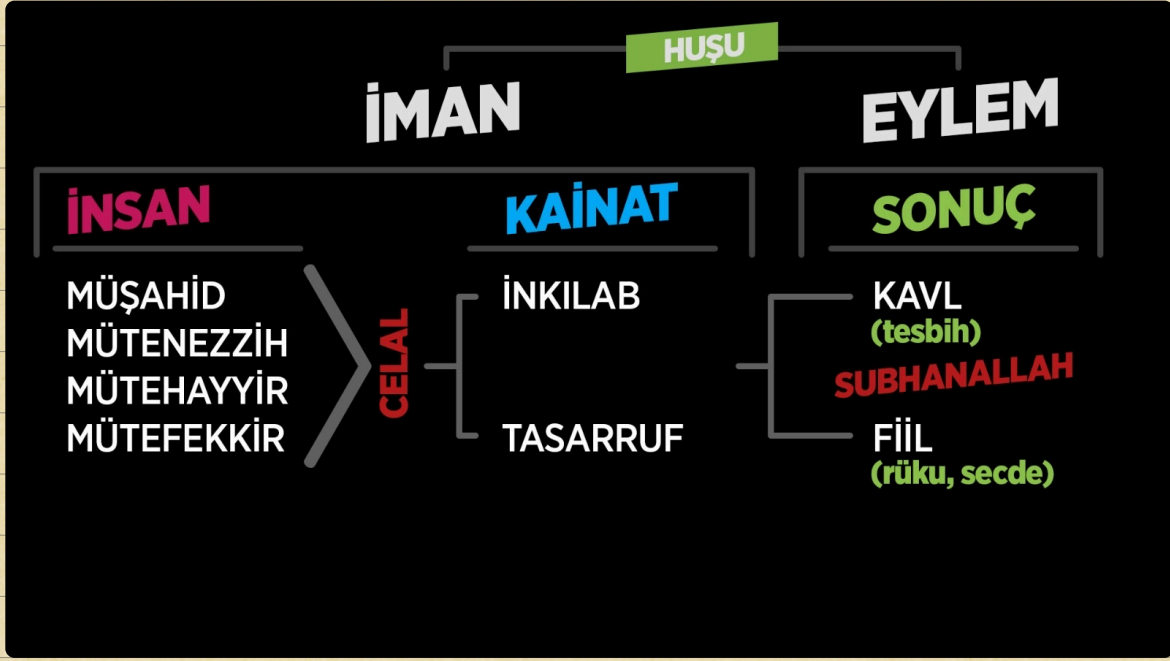 HUŞU
İMAN
EYLEM
İNSAN
KAİNAT
SONUÇ
MÜŞAHİD
MÜTENEZZİH
MÜTEHAYYİR
MÜTEFEKKİR
CELAL
İNKILAB
TASARRUF
KAVL
(tesbih)
SUBHANALLAH
FİİL
(rüku, secde)